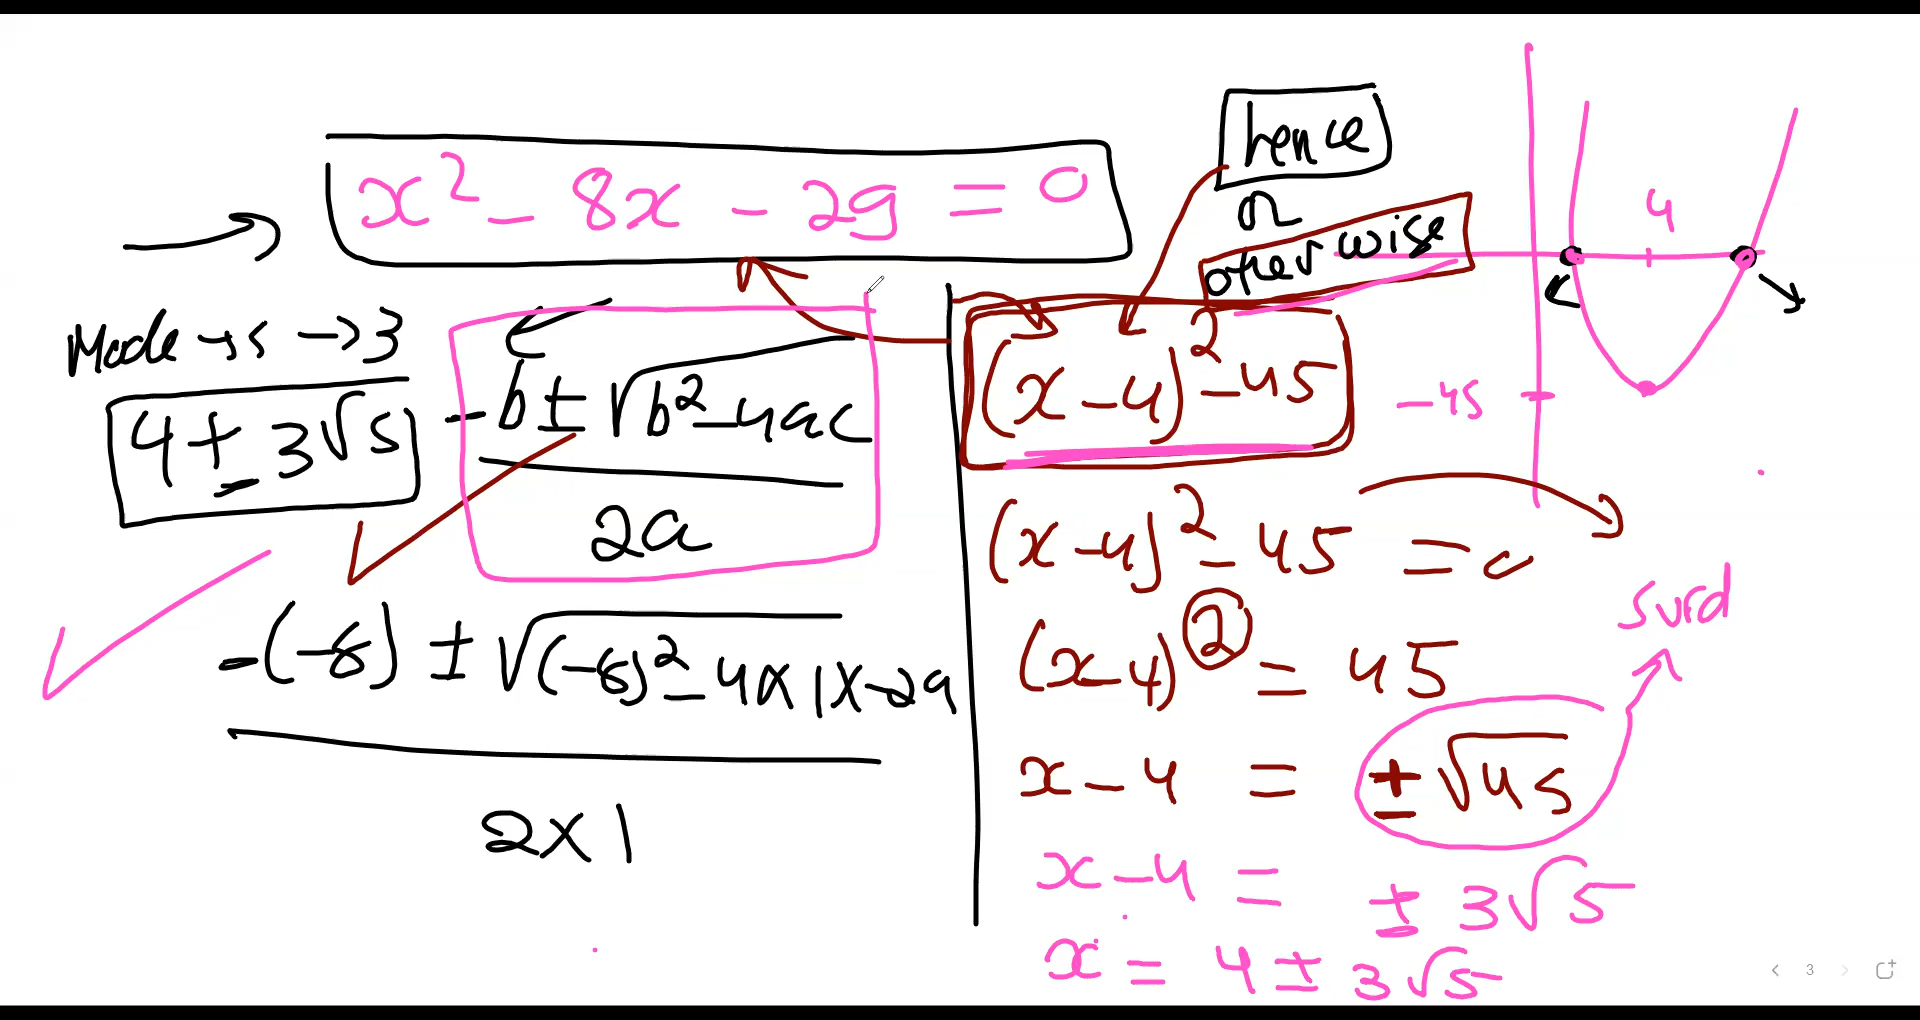 x² - 8x - 29 = 0
Mode → 5 → 3
4 ± 3√5
-b ± √b² - 4ac
2a
-(-8) ± √(-8)² - 4 x 1 x -29
2 x 1
hence
or
otherwise
(x - 4)² - 45
(x - 4)² - 45 = 0
(x - 4)² = 45
x - 4 = ± √45
x - 4 = ± 3√5
x = 4 ± 3√5
surd
4
-45
3